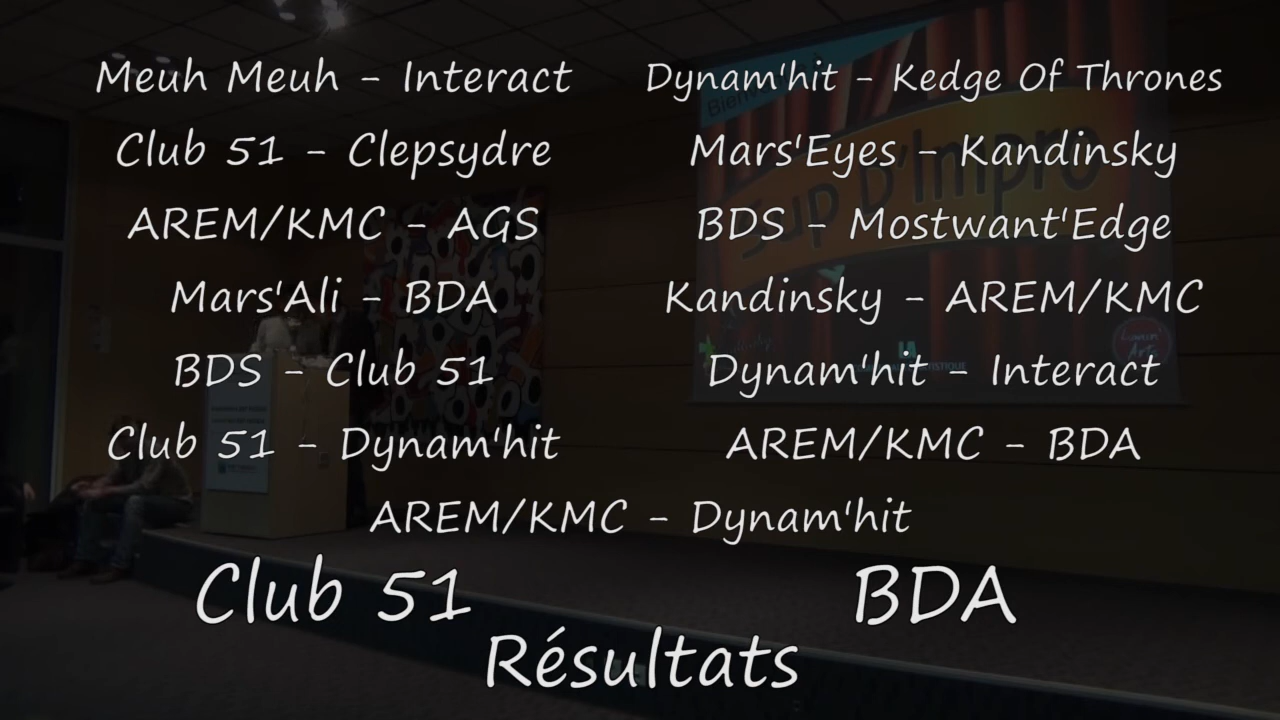 Meuh Meuh - Interact
Dynam'hit - Kedge Of Thrones
Club 51 - Clepsydre
Mars'Eyes - Kandinsky
AREM/KMC - AGS
BDS - Mostwant'Edge
Mars'Ali - BDA
Kandinsky - AREM/KMC
BDS - Club 51
Dynam'hit - Interact
Club 51 - Dynam'hit
AREM/KMC - BDA
AREM/KMC - Dynam'hit
Club 51
BDA
Résultats
Sup D'Impro